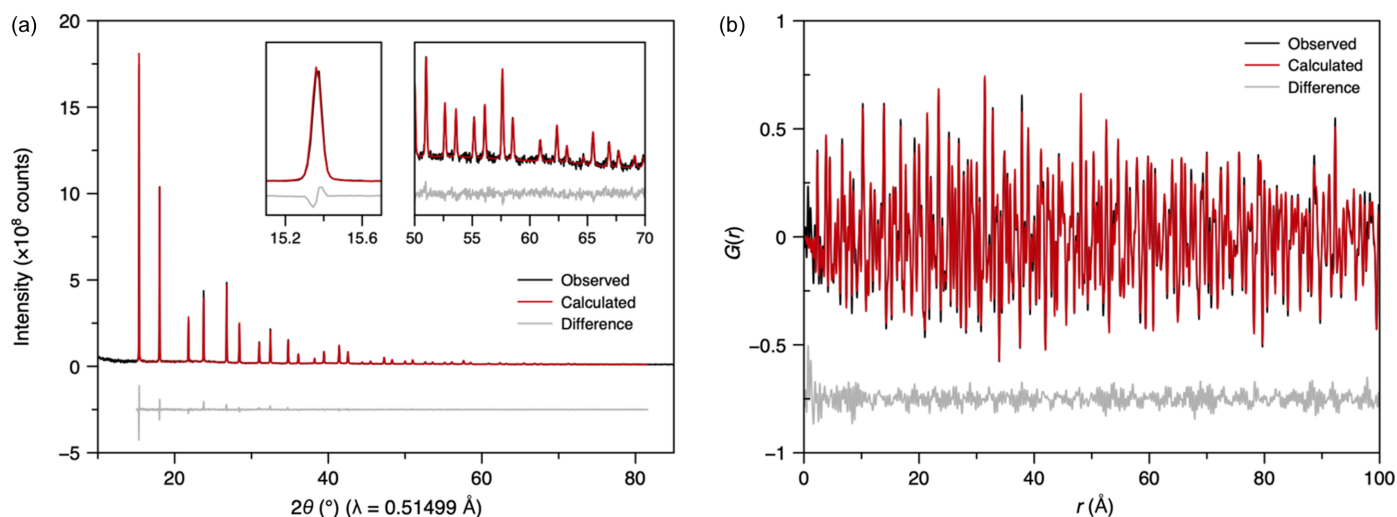 (a)
20
15
10
5
0
−5
Intensity (×10⁸ counts)
15.2 15.6
50 55 60 65 70
Observed
Calculated
Difference
20 40 60 80
2θ (°) (λ = 0.51499 Å)
(b)
1
0.5
0
−0.5
−1
G(r)
Observed
Calculated
Difference
0 20 40 60 80 100
r (Å)